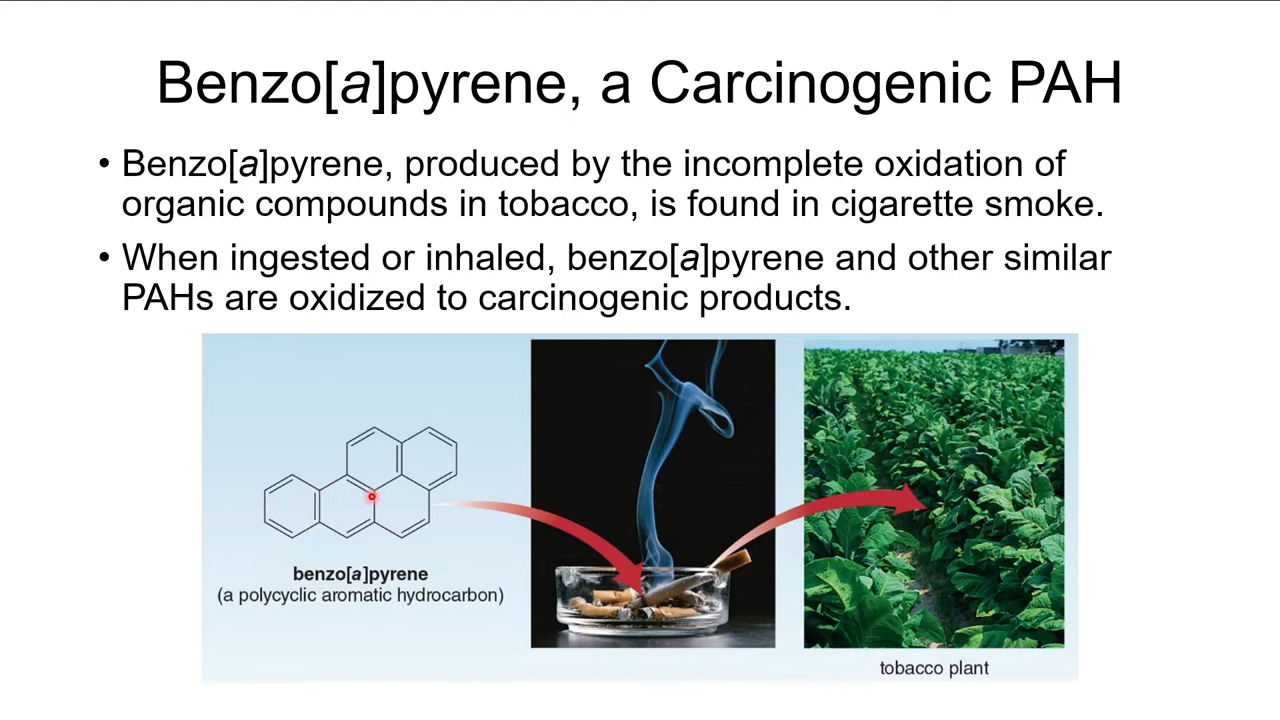 Benzo[a]pyrene, a Carcinogenic PAH
• Benzo[a]pyrene, produced by the incomplete oxidation of
organic compounds in tobacco, is found in cigarette smoke.
• When ingested or inhaled, benzo[a]pyrene and other similar
PAHs are oxidized to carcinogenic products.
benzo[a]pyrene
(a polycyclic aromatic hydrocarbon)
tobacco plant